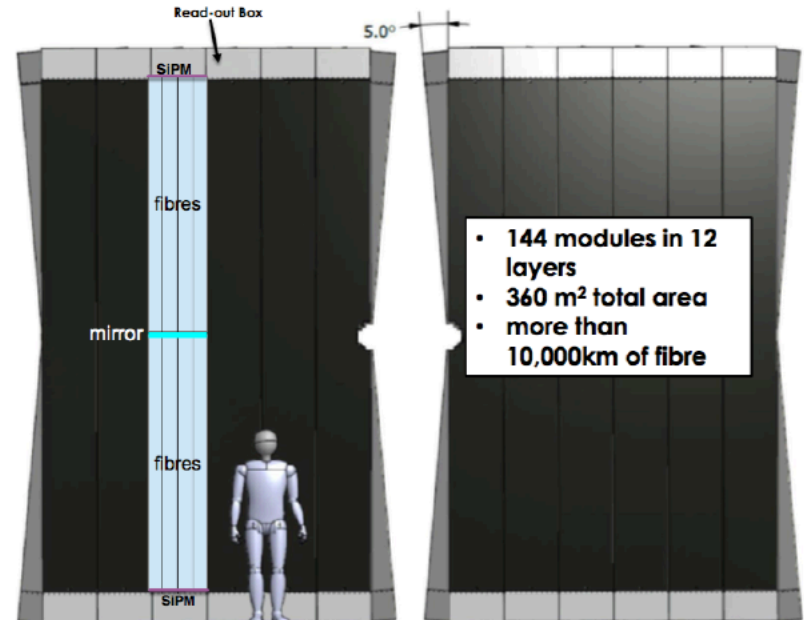 Read-out Box
5.0°
SiPM
fibres
mirror
• 144 modules in 12
layers
• 360 m² total area
• more than
10,000km of fibre
fibres
SiPM